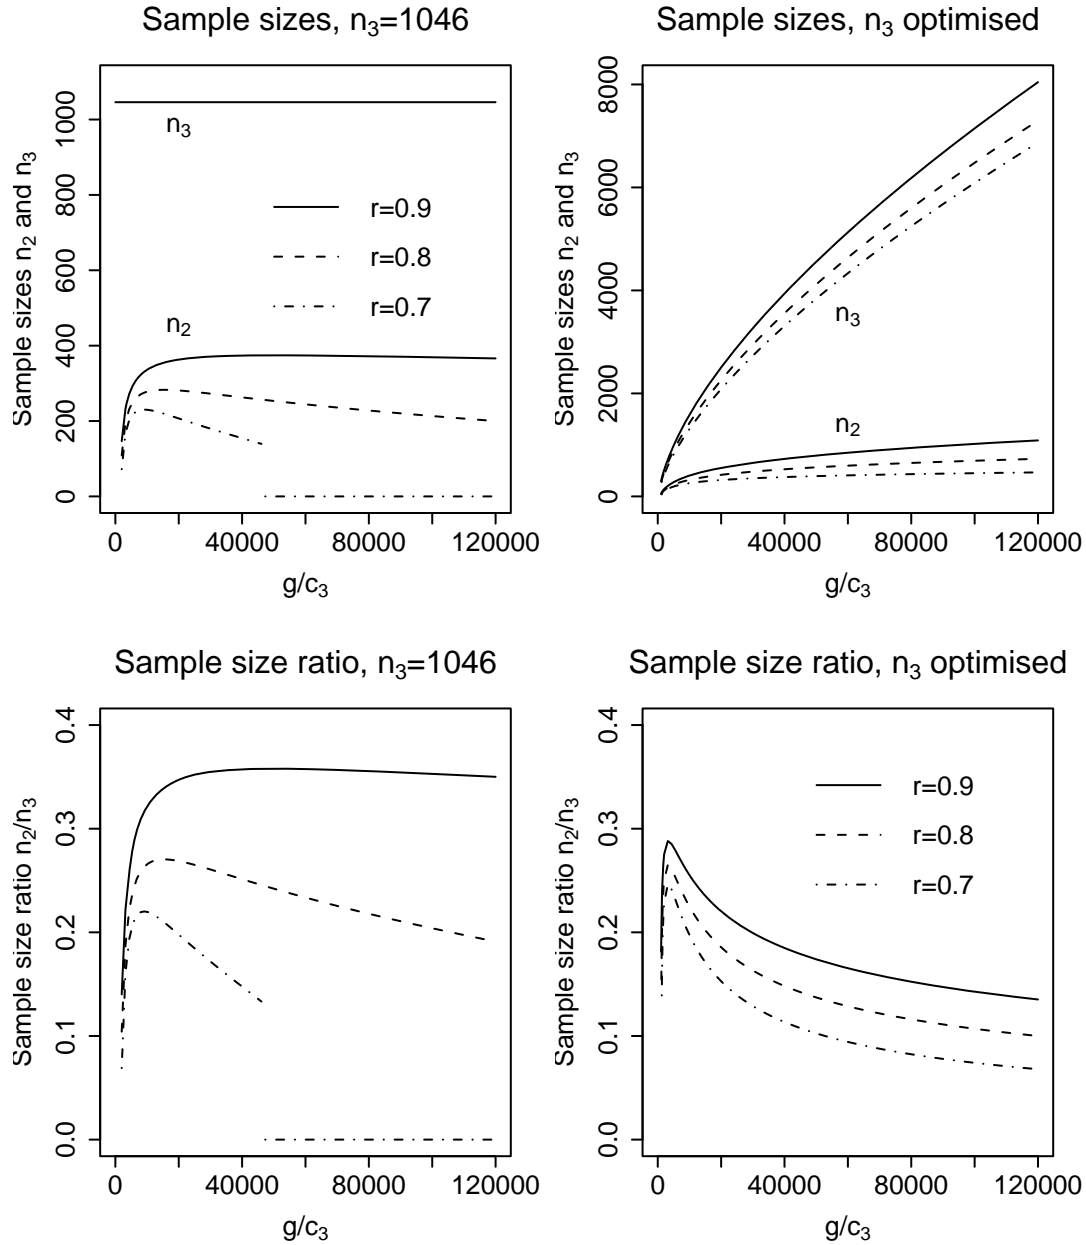 Sample sizes, n₃=1046
Sample sizes n₂ and n₃
1000
800
600
400
200
0
n₃
r=0.9
r=0.8
r=0.7
n₂
0 40000 80000 120000
g/c₃
Sample sizes, n₃ optimised
Sample sizes n₂ and n₃
8000
6000
4000
2000
0
n₃
n₂
0 40000 80000 120000
g/c₃
Sample size ratio, n₃=1046
Sample size ratio n₂/n₃
0.4
0.3
0.2
0.1
0.0
0 40000 80000 120000
g/c₃
Sample size ratio, n₃ optimised
Sample size ratio n₂/n₃
0.4
0.3
0.2
0.1
0.0
r=0.9
r=0.8
r=0.7
0 40000 80000 120000
g/c₃